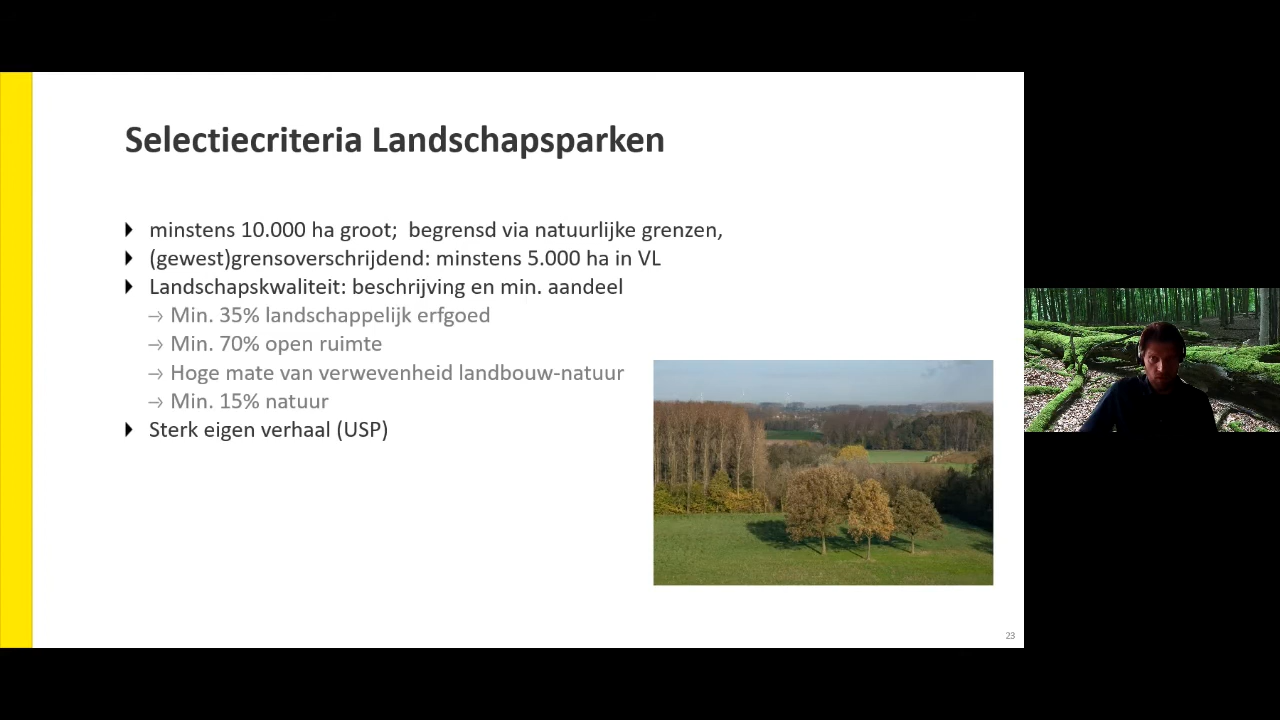 Selectiecriteria Landschapsparken
minstens 10.000 ha groot;  begrensd via natuurlijke grenzen,
(gewest)grensoverschrijdend: minstens 5.000 ha in VL
Landschapskwaliteit: beschrijving en min. aandeel
→ Min. 35% landschappelijk erfgoed
→ Min. 70% open ruimte
→ Hoge mate van verwevenheid landbouw-natuur
→ Min. 15% natuur
Sterk eigen verhaal (USP)
23